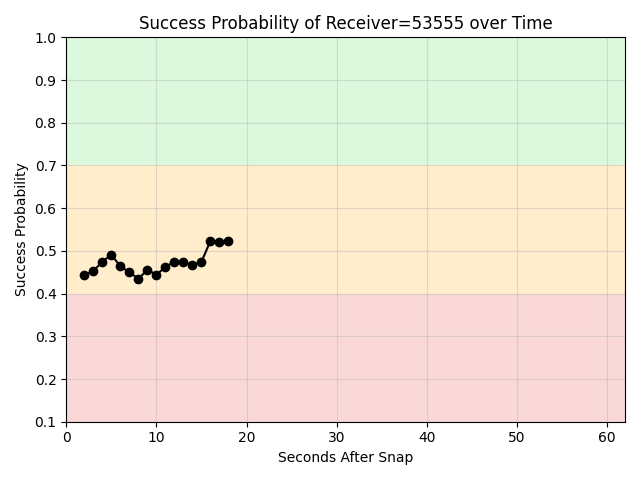 Success Probability of Receiver=53555 over Time
1.0
0.9
0.8
0.7
0.6
0.5
0.4
0.3
0.2
0.1
Success Probability
0 10 20 30 40 50 60
Seconds After Snap